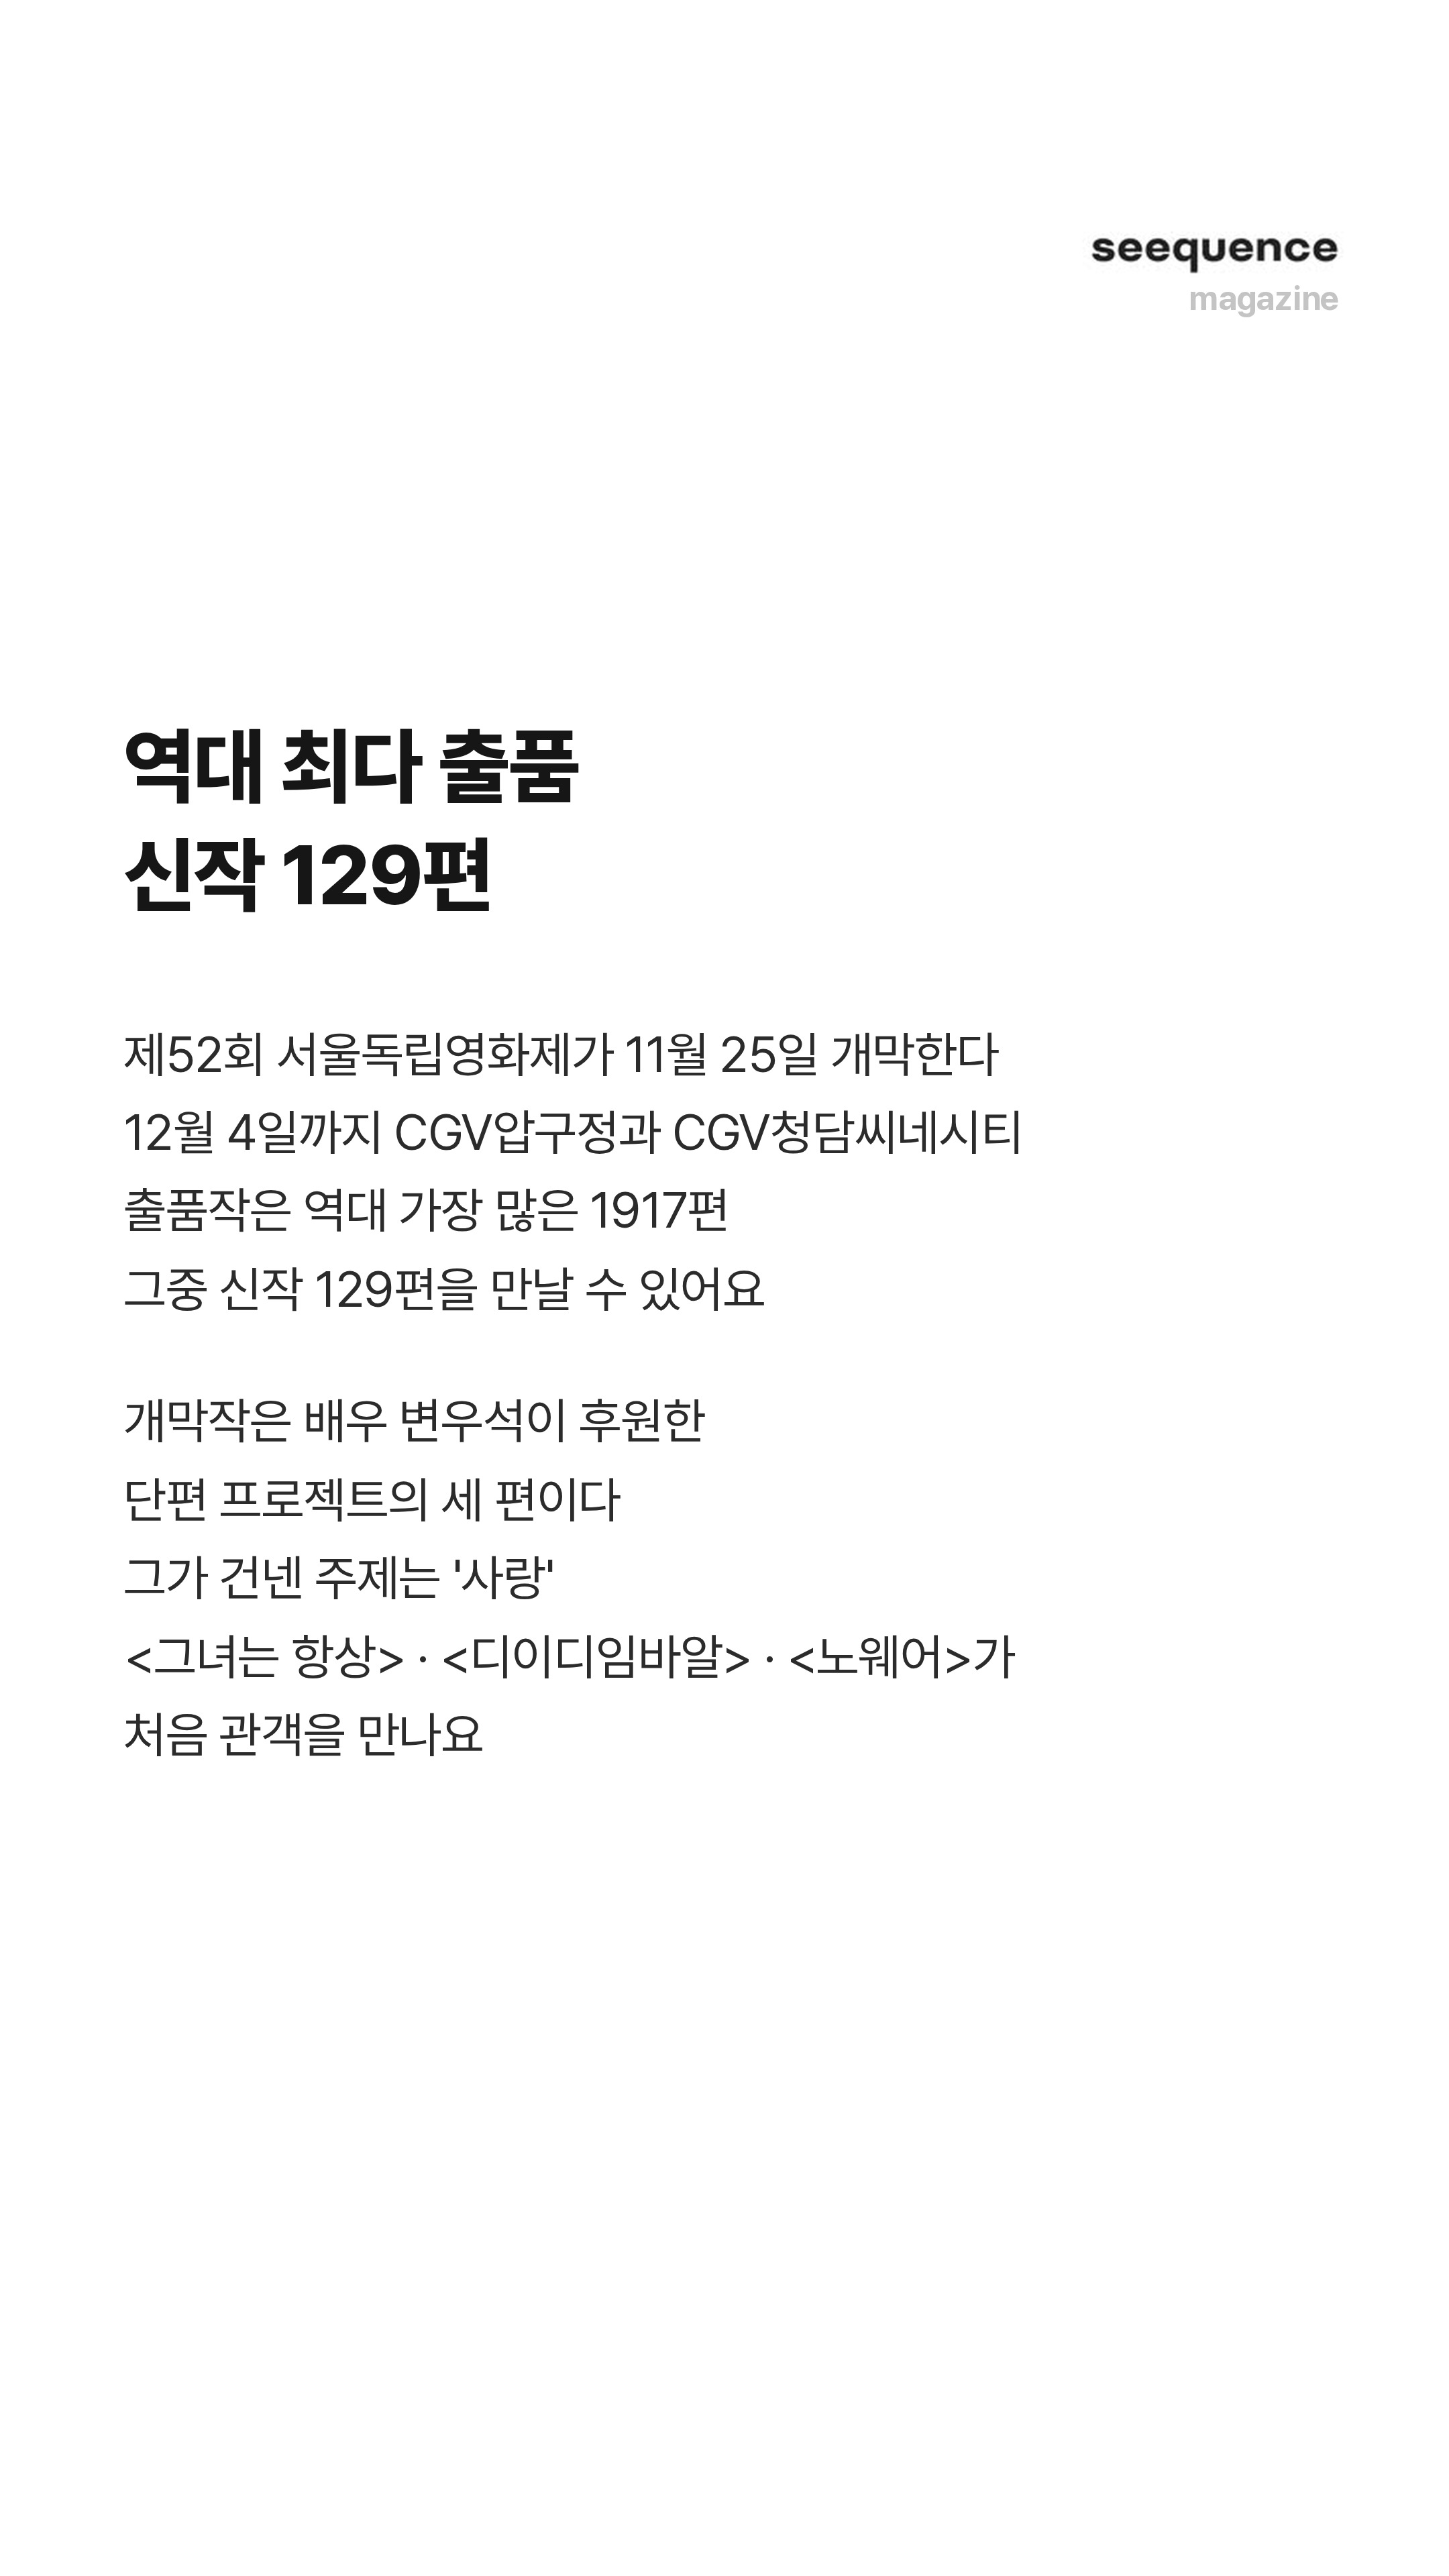 seequence
magazine
역대 최다 출품
신작 129편
제52회 서울독립영화제가 11월 25일 개막한다
12월 4일까지 CGV압구정과 CGV청담씨네시티
출품작은 역대 가장 많은 1917편
그중 신작 129편을 만날 수 있어요
개막작은 배우 변우석이 후원한
단편 프로젝트의 세 편이다
그가 건넨 주제는 '사랑'
<그녀는 항상> · <디이디임바알> · <노웨어>가
처음 관객을 만나요